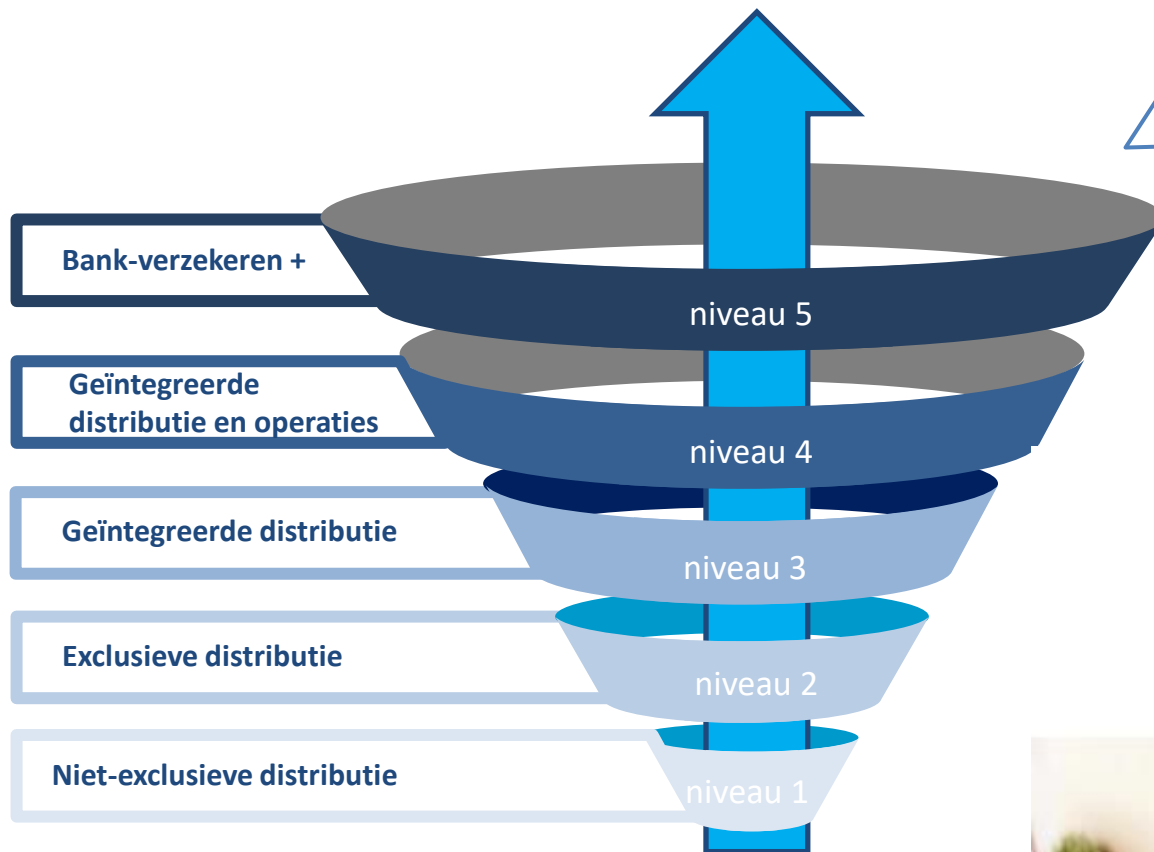 Bank-verzekeren +
niveau 5
Geïntegreerde
distributie en operaties
niveau 4
Geïntegreerde distributie
niveau 3
Exclusieve distributie
niveau 2
Niet-exclusieve distributie
niveau 1